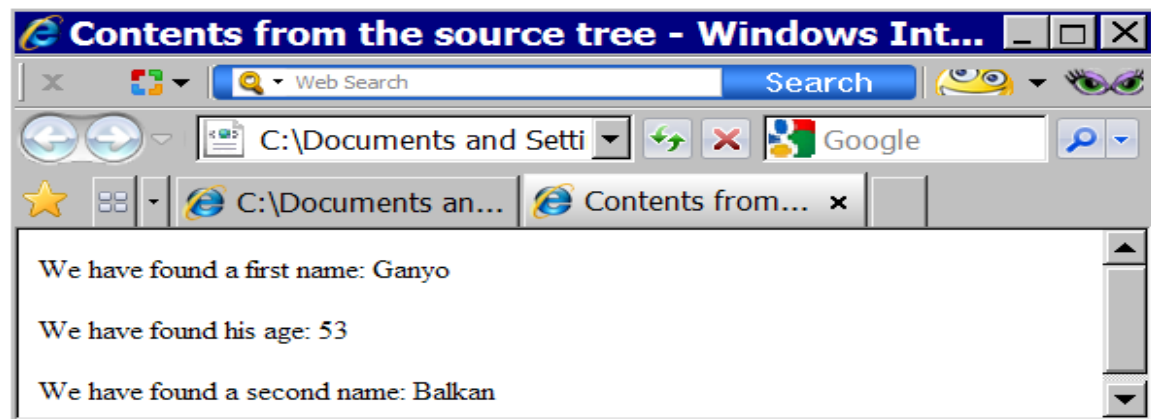 Contents from the source tree - Windows Int...
Web Search Search
C:\Documents and Setti Google
C:\Documents an... Contents from...
We have found a first name: Ganyo
We have found his age: 53
We have found a second name: Balkan